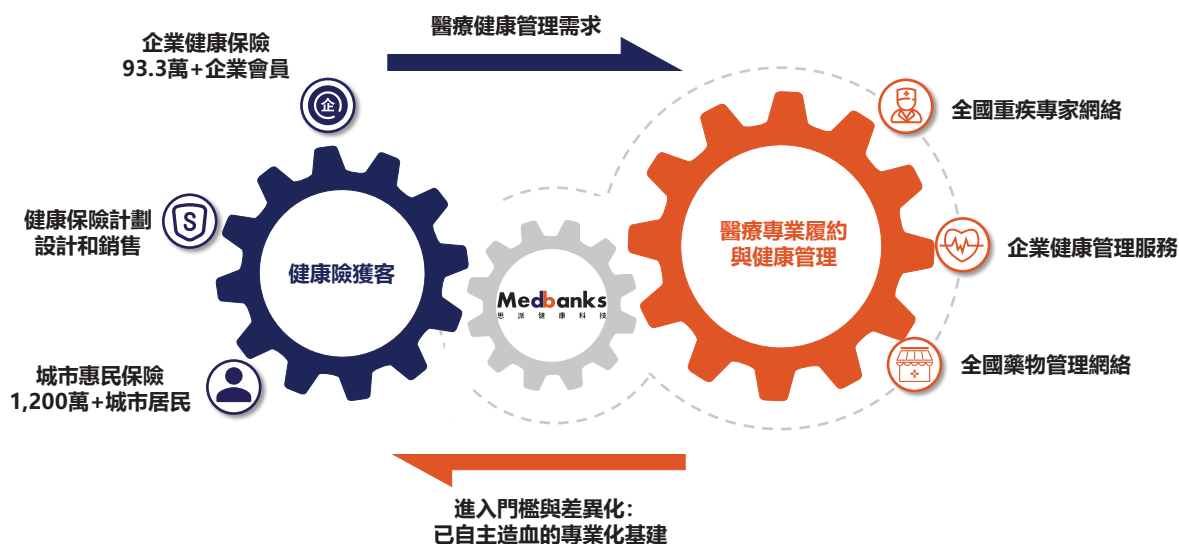 醫療健康管理需求
企業健康保險
93.3萬+企業會員
企
健康保險計劃
設計和銷售
S
健康險獲客
城市惠民保險
1,200萬+城市居民
Medbanks
思派健康科技
醫療專業履約
與健康管理
全國重疾專家網絡
企業健康管理服務
全國藥物管理網絡
進入門檻與差異化：
已自主造血的專業化基建